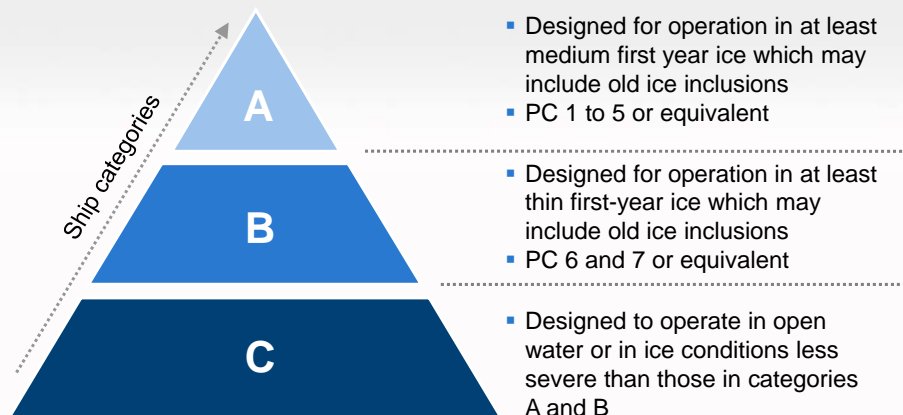 Ship categories
A
▪ Designed for operation in at least
medium first year ice which may
include old ice inclusions
▪ PC 1 to 5 or equivalent
B
▪ Designed for operation in at least
thin first-year ice which may
include old ice inclusions
▪ PC 6 and 7 or equivalent
C
▪ Designed to operate in open
water or in ice conditions less
severe than those in categories
A and B